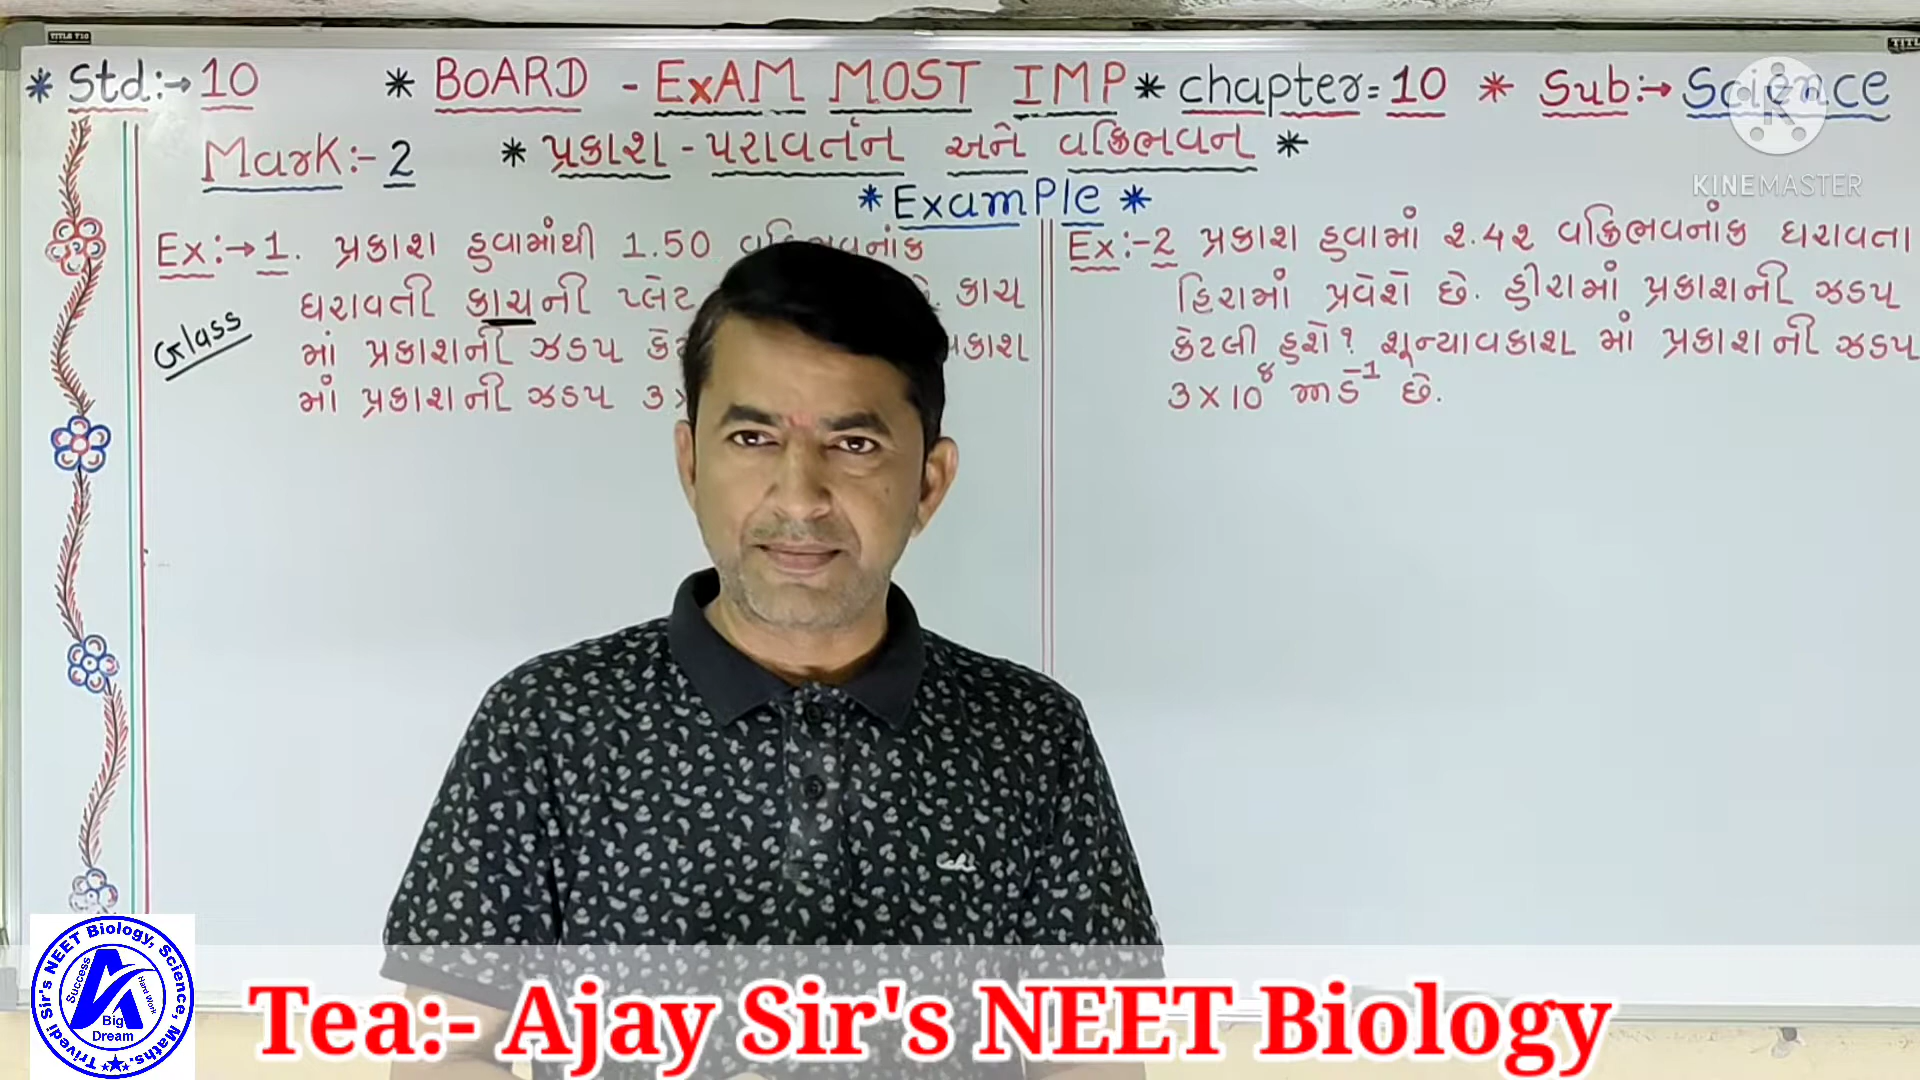 * Std:→ 10 * BoARD - ExAM MOST IMP * chapter = 10 * Sub:→ Science
Mark:- 2 * પ્રકાશ - પરાવર્તન અને વક્રિભવન *
KINEMASTER
* ExamPle *
Ex:→ 1. પ્રકાશ હવામાંથી 1.50
ધરાવતી કાચની પ્લેટ છે. કાચ
Glass
માં પ્રકાશની ઝડપ
માં પ્રકાશની ઝડપ 3×
Ex:- 2 પ્રકાશ હવામાં ૨.૪૨ વક્રિભવનાંક ધરાવતા
હિરામાં પ્રવેશે છે. હીરામાં પ્રકાશની ઝડપ
કેટલી હશે? શૂન્યાવકાશ માં પ્રકાશની ઝડપ
3 × 10⁸ મસ⁻¹ છે.
Trivedi Sir's NEET Biology, Science, Maths.
Success
Hard Work
Big
Dream
Tea:- Ajay Sir's NEET Biology